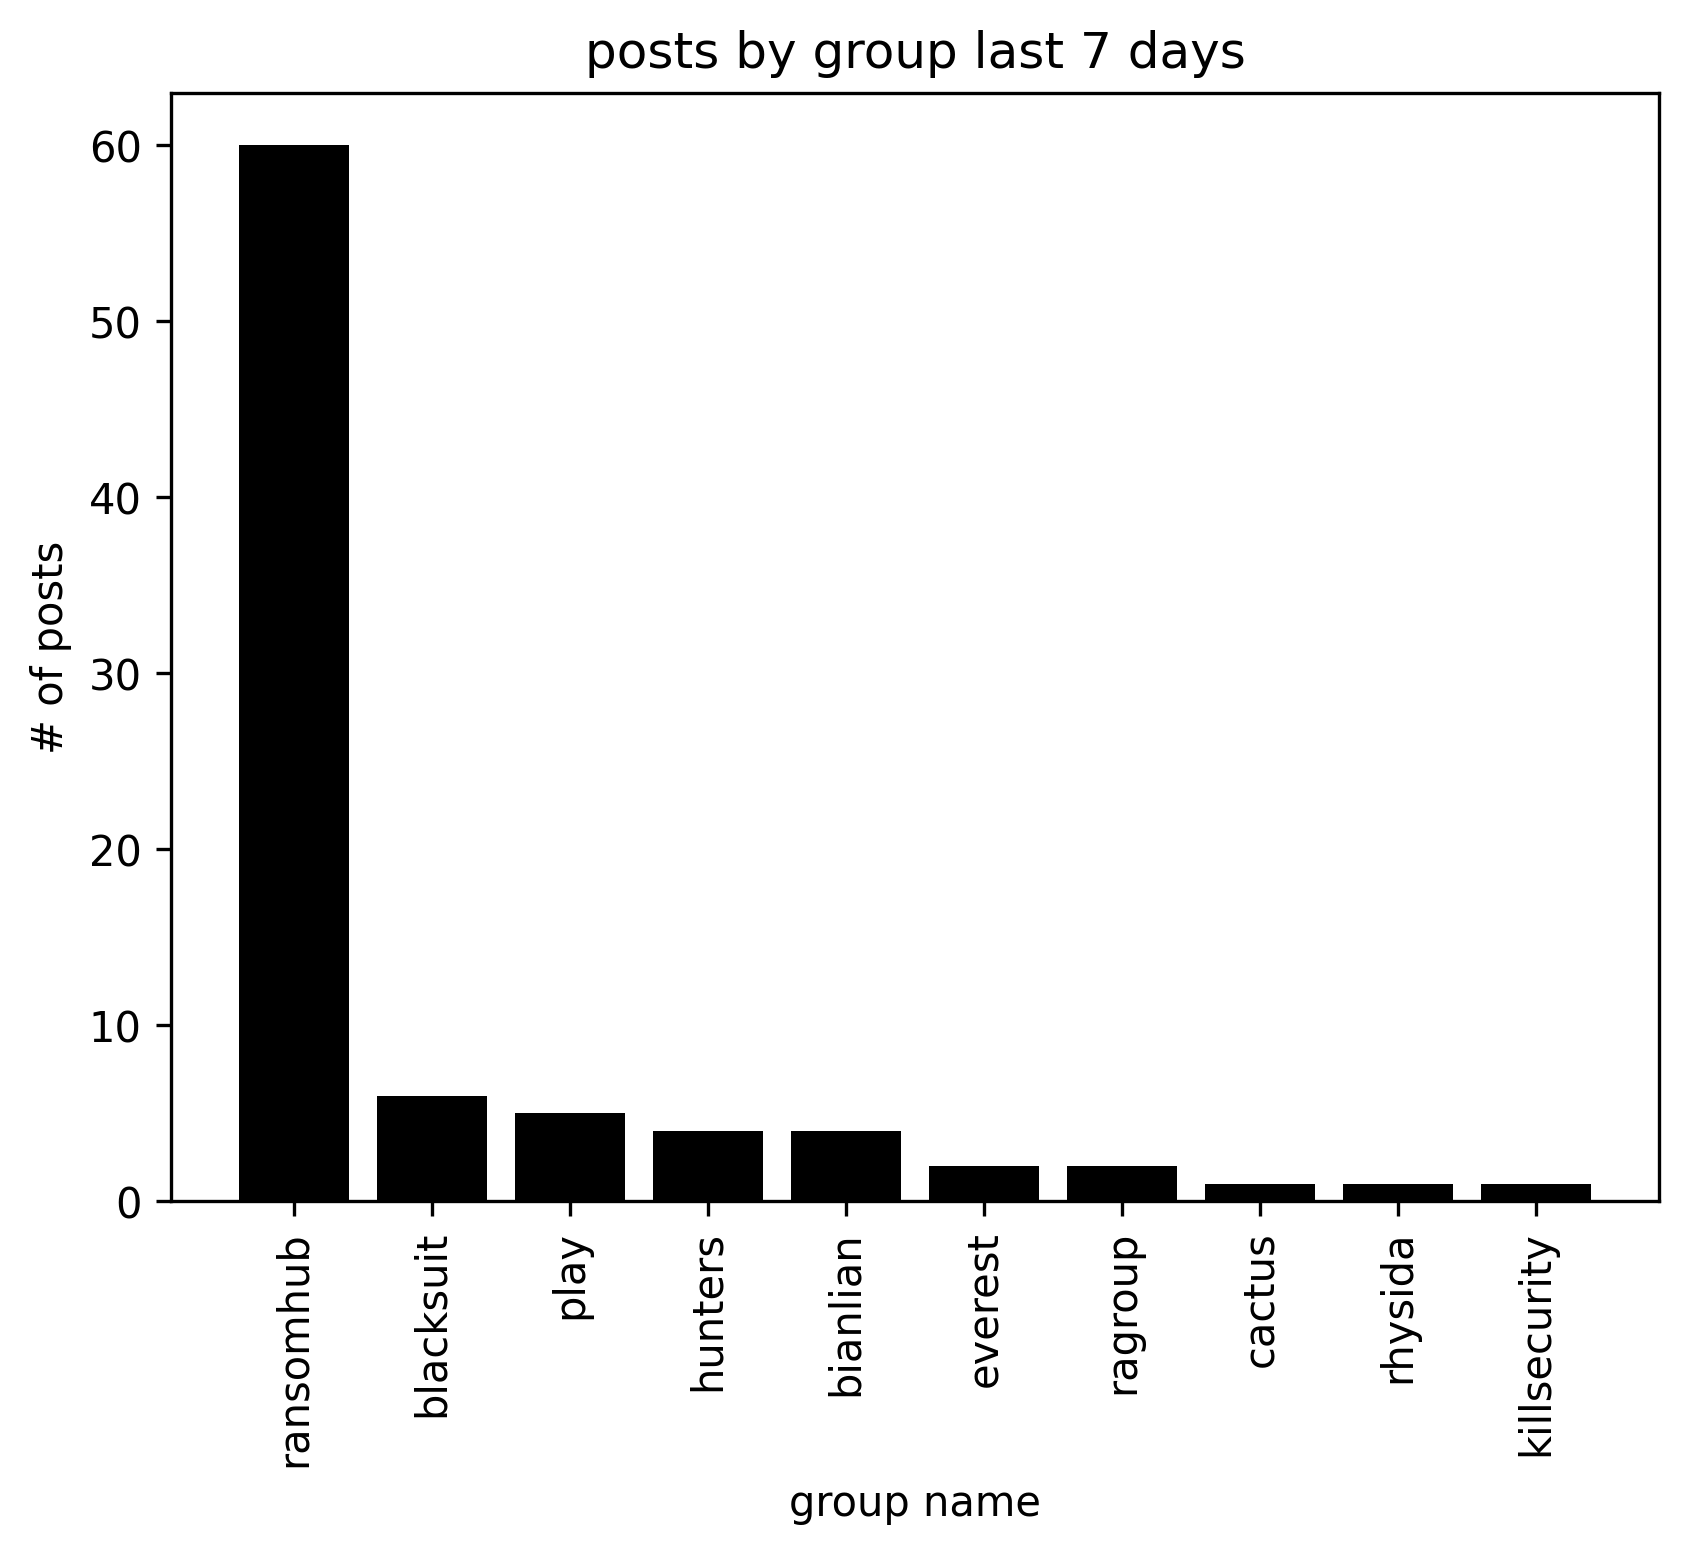 posts by group last 7 days
# of posts
60
50
40
30
20
10
0
ransomhub
blacksuit
play
hunters
bianlian
everest
ragroup
cactus
rhysida
killsecurity
group name